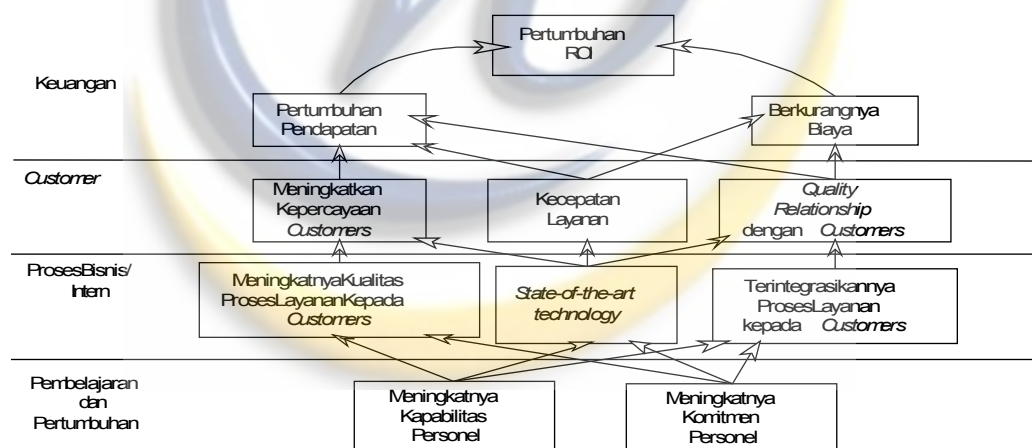 Pertumbuhan
ROI
Keuangan
Pertumbuhan
Pendapatan
Berkurangnya
Biaya
Customer
Meningkatkan
Kepercayaan
Customers
Kecepatan
Layanan
Quality
Relationship
dengan Customers
ProsesBisnis/
Intern
MeningkatnyaKualitas
ProsesLayananKepada
Customers
State-of-the-art
technology
Terintegrasikannya
ProsesLayanan
kepada Customers
Pembelajaran
dan
Pertumbuhan
Meningkatnya
Kapabilitas
Personel
Meningkatnya
Komitmen
Personel